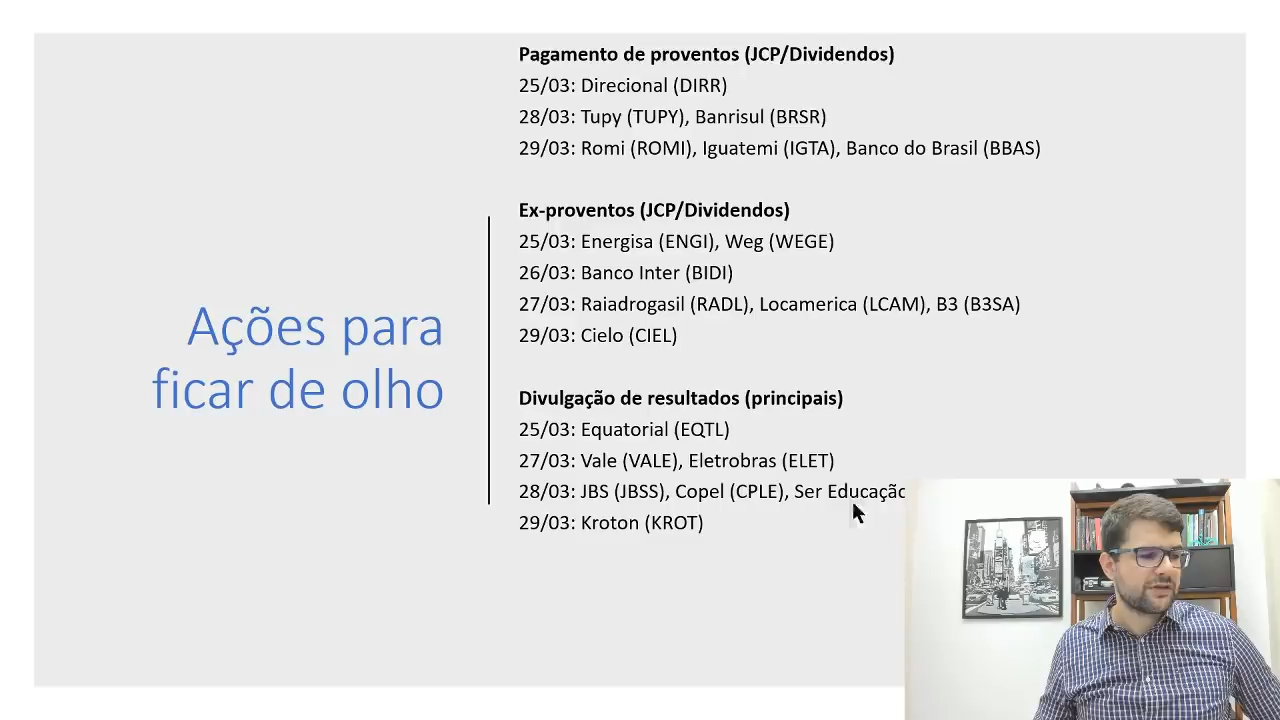 Ações para
ficar de olho
Pagamento de proventos (JCP/Dividendos)
25/03: Direcional (DIRR)
28/03: Tupy (TUPY), Banrisul (BRSR)
29/03: Romi (ROMI), Iguatemi (IGTA), Banco do Brasil (BBAS)
Ex-proventos (JCP/Dividendos)
25/03: Energisa (ENGI), Weg (WEGE)
26/03: Banco Inter (BIDI)
27/03: Raiadrogasil (RADL), Locamerica (LCAM), B3 (B3SA)
29/03: Cielo (CIEL)
Divulgação de resultados (principais)
25/03: Equatorial (EQTL)
27/03: Vale (VALE), Eletrobras (ELET)
28/03: JBS (JBSS), Copel (CPLE), Ser Educação
29/03: Kroton (KROT)